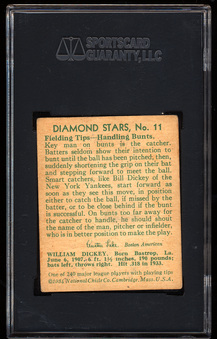 SPORTSCARD
GUARANTY, LLC
DIAMOND STARS, No. 11
Fielding Tips—Handling Bunts.
Key man on bunts is the catcher.
Batters seldom show their intention to
bunt until the ball has been pitched; then,
suddenly shortening the grip on their bat
and stepping forward to meet the ball.
Smart catchers, like Bill Dickey of the
New York Yankees, start forward as
soon as they see this move, in position
either to catch the ball, if missed by the
batter, or to be close behind if the bunt
is successful. On bunts too far away for
the catcher to handle, he should about
the name of the man, pitcher or infielder,
who is in better position to make the play.
Austen Lake Boston American
WILLIAM DICKEY. Born Bastrop, La.
June 6, 1907. 6 ft. 1½ inches, 196 pounds;
bats left, throws right. Hit .318 in 1933.
One of 240 major league players with playing tips
©1934 National Chicle Co. Cambridge, Mass. U.S.A.